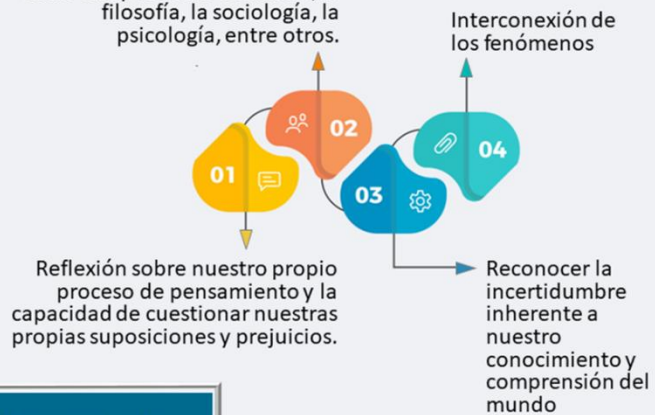 filosofía, la sociología, la
psicología, entre otros.
Interconexión de
los fenómenos
01
02
03
04
Reflexión sobre nuestro propio
proceso de pensamiento y la
capacidad de cuestionar nuestras
propias suposiciones y prejuicios.
Reconocer la
incertidumbre
inherente a
nuestro
conocimiento y
comprensión del
mundo